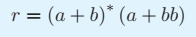 r = (a + b)* (a + bb)